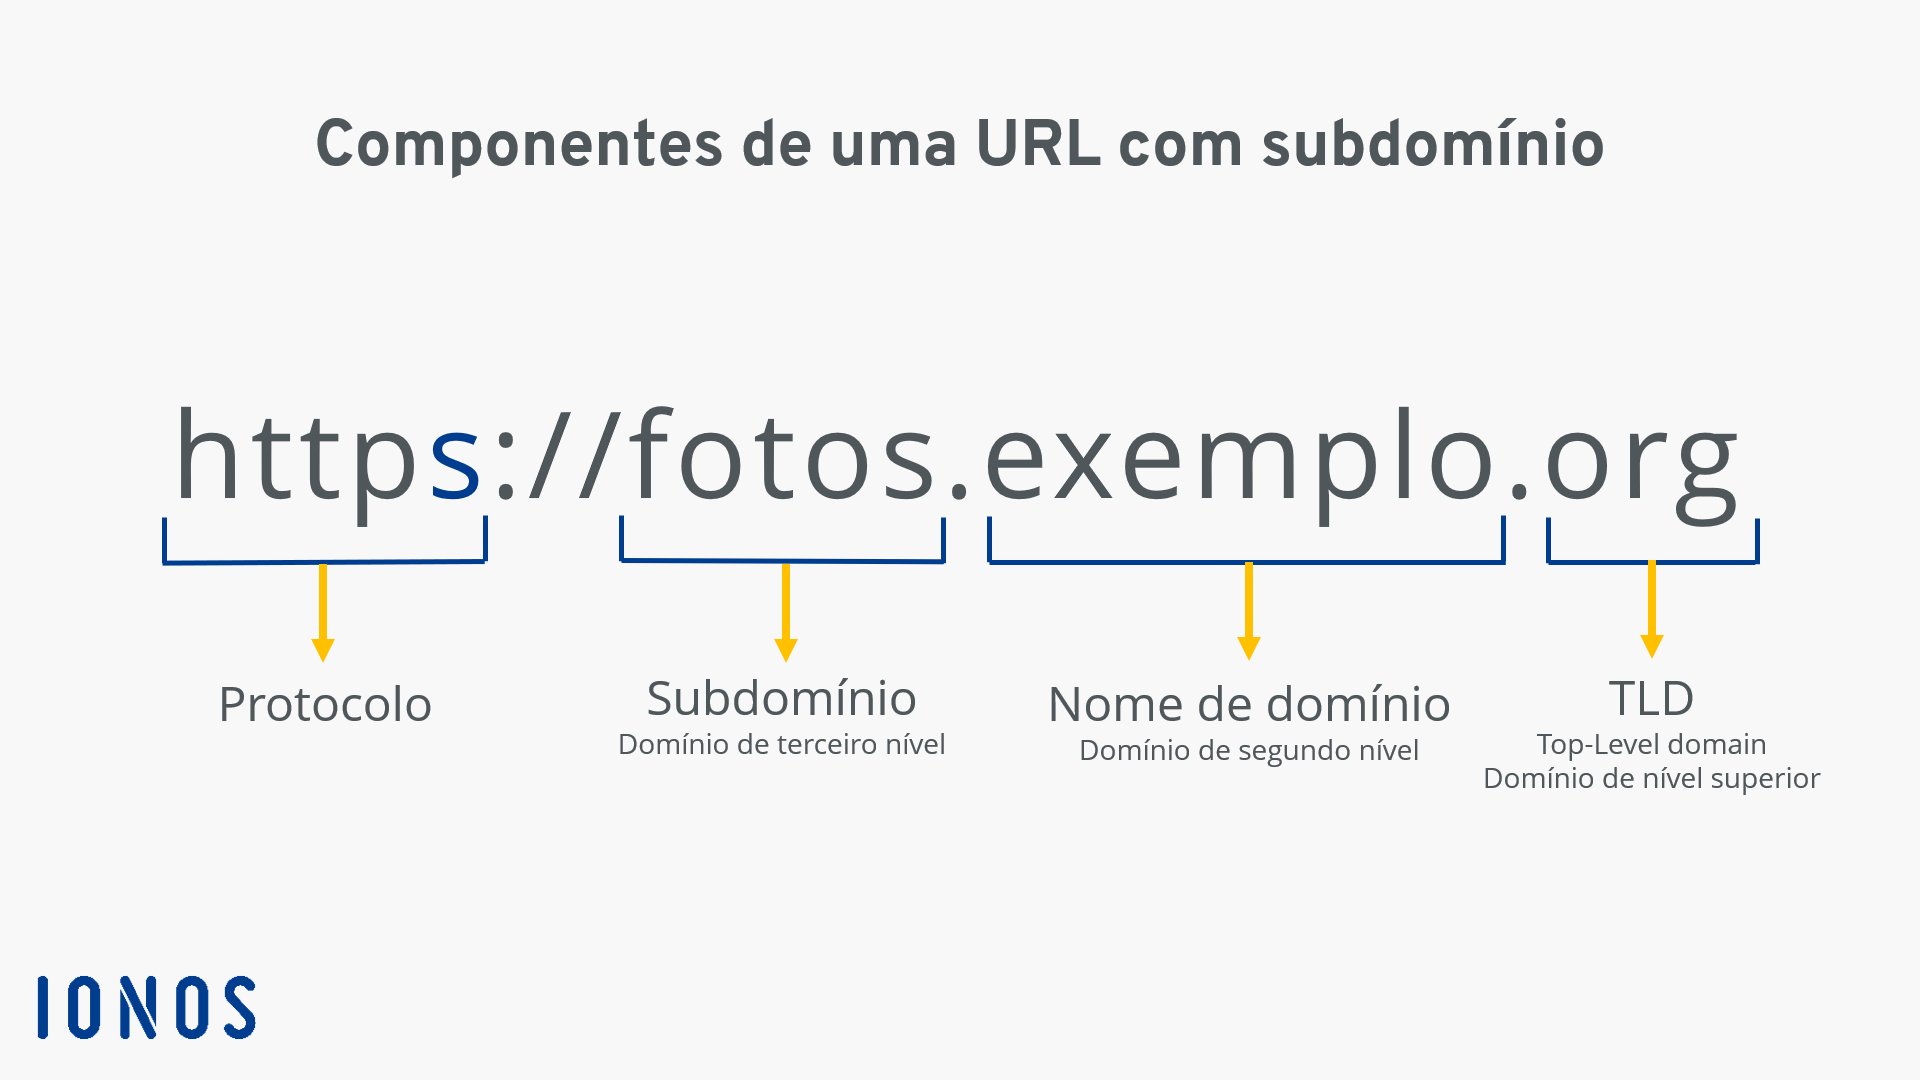 Componentes de uma URL com subdomínio
https://fotos.exemplo.org
Protocolo
Subdomínio
Domínio de terceiro nível
Nome de domínio
Domínio de segundo nível
TLD
Top-Level domain
Domínio de nível superior
IONOS